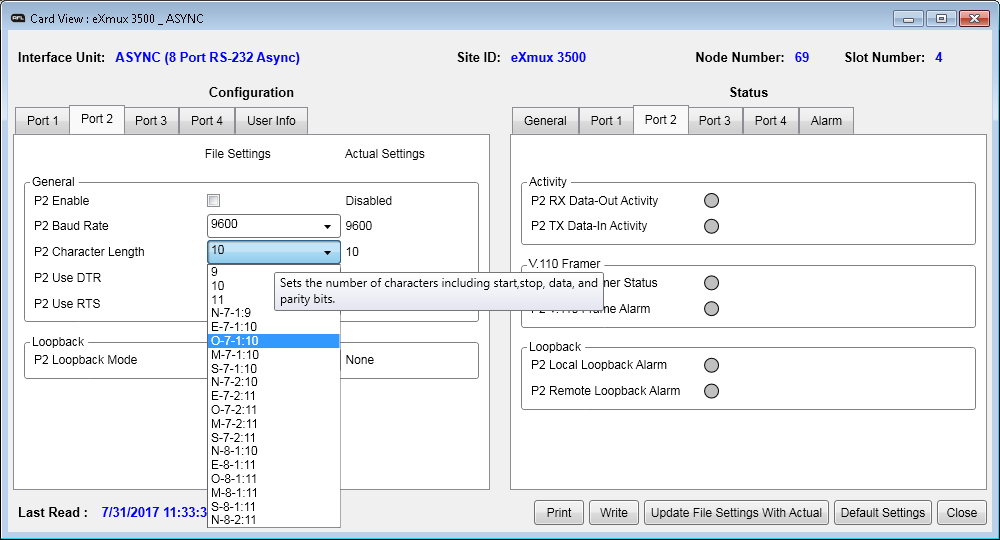 AFL Card View : eXmux 3500 _ ASYNC
Interface Unit: ASYNC (8 Port RS-232 Async) Site ID: eXmux 3500 Node Number: 69 Slot Number: 4
Configuration
Status
Port 1 Port 2 Port 3 Port 4 User Info
General Port 1 Port 2 Port 3 Port 4 Alarm
File Settings Actual Settings
General
P2 Enable Disabled
P2 Baud Rate 9600 9600
P2 Character Length 10 10
P2 Use DTR
P2 Use RTS
Loopback
P2 Loopback Mode None
9
10
11
N-7-1:9
E-7-1:10
O-7-1:10
M-7-1:10
S-7-1:10
N-7-2:10
E-7-2:11
O-7-2:11
M-7-2:11
S-7-2:11
N-8-1:10
E-8-1:11
O-8-1:11
M-8-1:11
S-8-1:11
N-8-2:11
Sets the number of characters including start,stop, data, and
parity bits.
Activity
P2 RX Data-Out Activity
P2 TX Data-In Activity
V.110 Framer
Status
Frame Alarm
Loopback
P2 Local Loopback Alarm
P2 Remote Loopback Alarm
Last Read : 7/31/2017 11:33:3
Print Write Update File Settings With Actual Default Settings Close